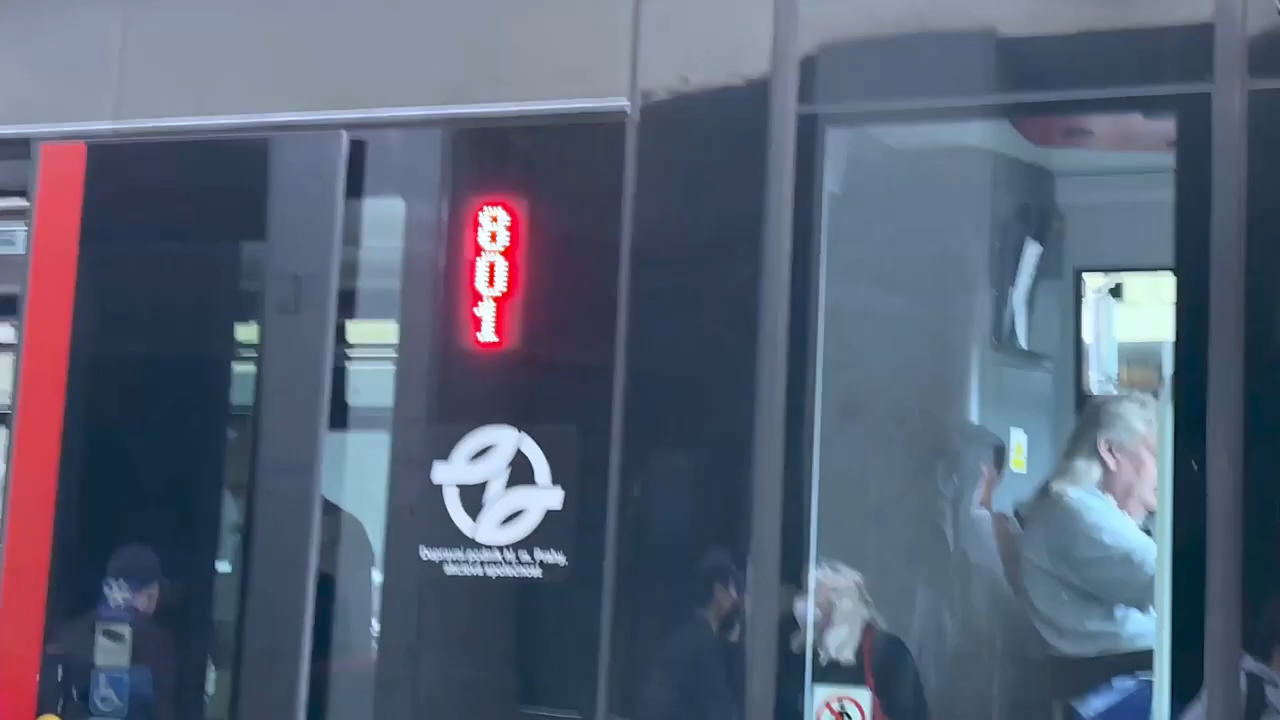 801
Dopravní podnik hl. m. Prahy,
akciová společnost